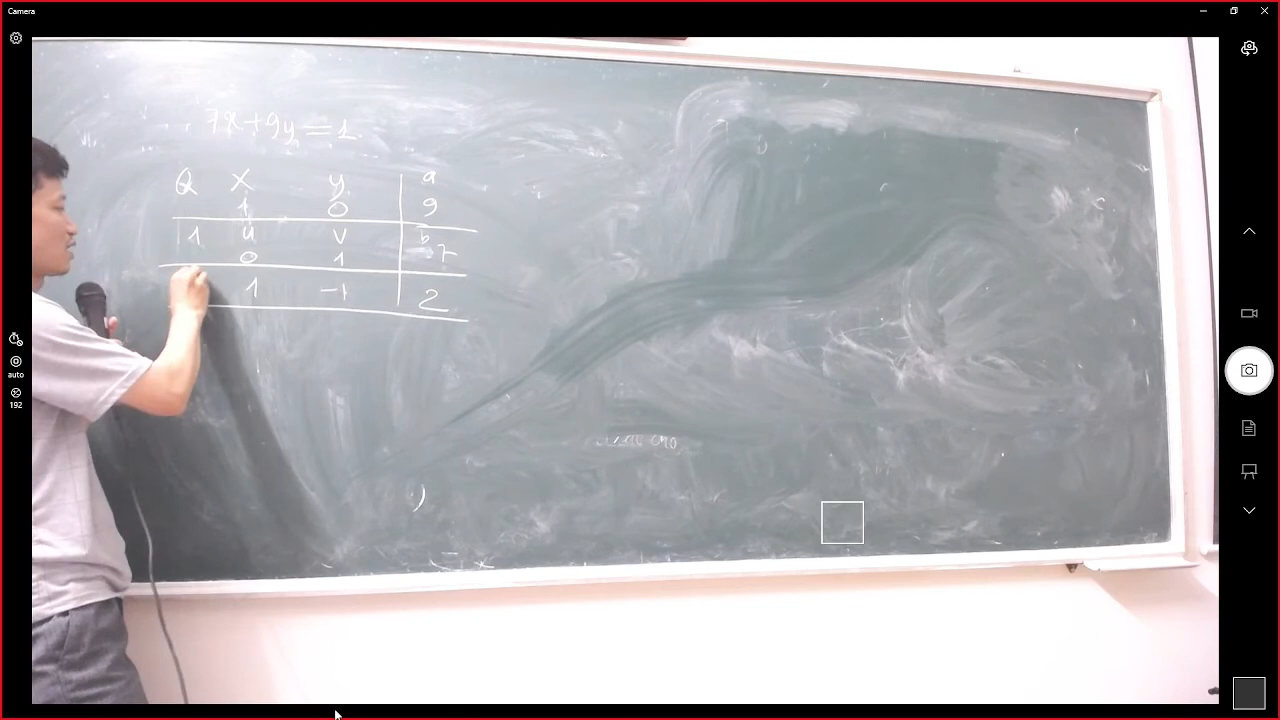 Camera
7x+9y=1
Q x y a
1 0 9
1 u v b
0 1 7
1 -1 2
auto
192